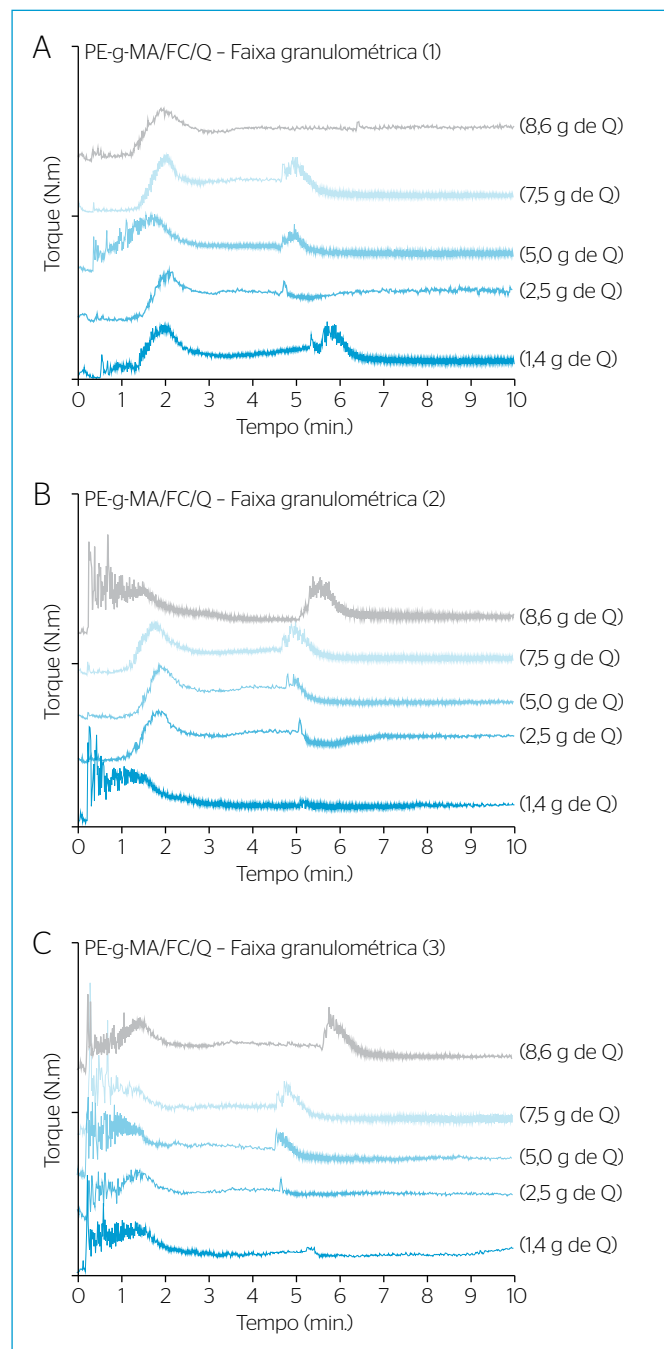 A
PE-g-MA/FC/Q – Faixa granulométrica (1)
Torque (N.m)
(8,6 g de Q)
(7,5 g de Q)
(5,0 g de Q)
(2,5 g de Q)
(1,4 g de Q)
0 1 2 3 4 5 6 7 8 9 10
Tempo (min.)
B
PE-g-MA/FC/Q – Faixa granulométrica (2)
Torque (N.m)
(8,6 g de Q)
(7,5 g de Q)
(5,0 g de Q)
(2,5 g de Q)
(1,4 g de Q)
0 1 2 3 4 5 6 7 8 9 10
Tempo (min.)
C
PE-g-MA/FC/Q – Faixa granulométrica (3)
Torque (N.m)
(8,6 g de Q)
(7,5 g de Q)
(5,0 g de Q)
(2,5 g de Q)
(1,4 g de Q)
0 1 2 3 4 5 6 7 8 9 10
Tempo (min.)